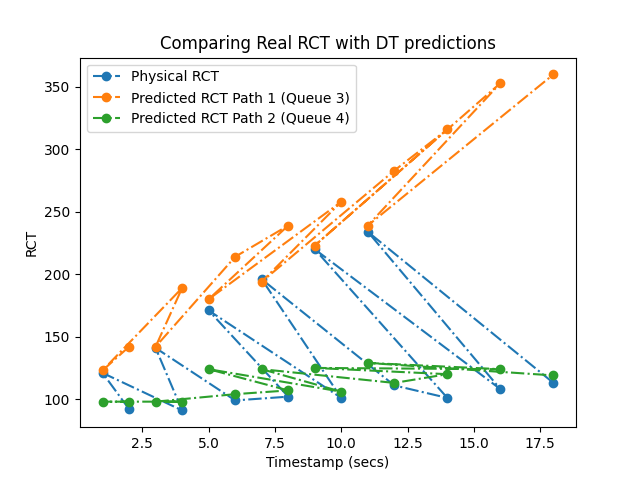 Comparing Real RCT with DT predictions
Physical RCT
Predicted RCT Path 1 (Queue 3)
Predicted RCT Path 2 (Queue 4)
350
300
250
200
150
100
RCT
2.5 5.0 7.5 10.0 12.5 15.0 17.5
Timestamp (secs)